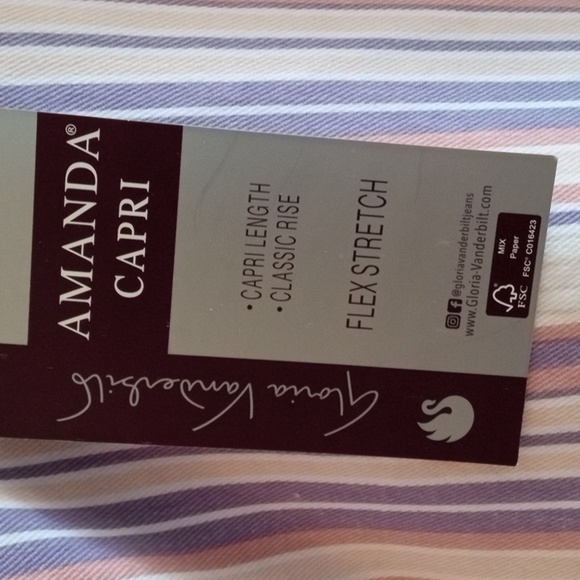 AMANDA®
CAPRI
• CAPRI LENGTH
• CLASSIC RISE
FLEX STRETCH
@gloriavanderbiltjeans
www.Gloria-Vanderbilt.com
FSC
MIX
Paper
FSC® C016423
Gloria Vanderbilt